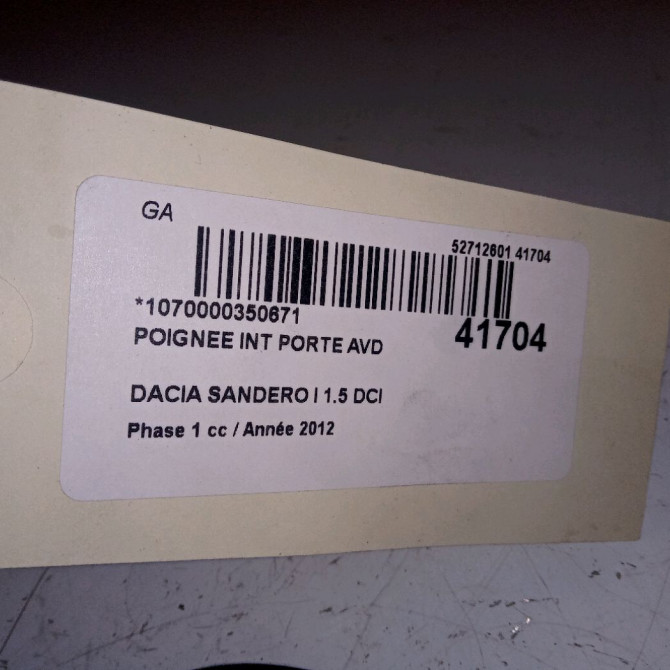 GA
52712601 41704
*1070000350671
41704
POIGNEE INT PORTE AVD
DACIA SANDERO I 1.5 DCI
Phase 1 cc / Année 2012